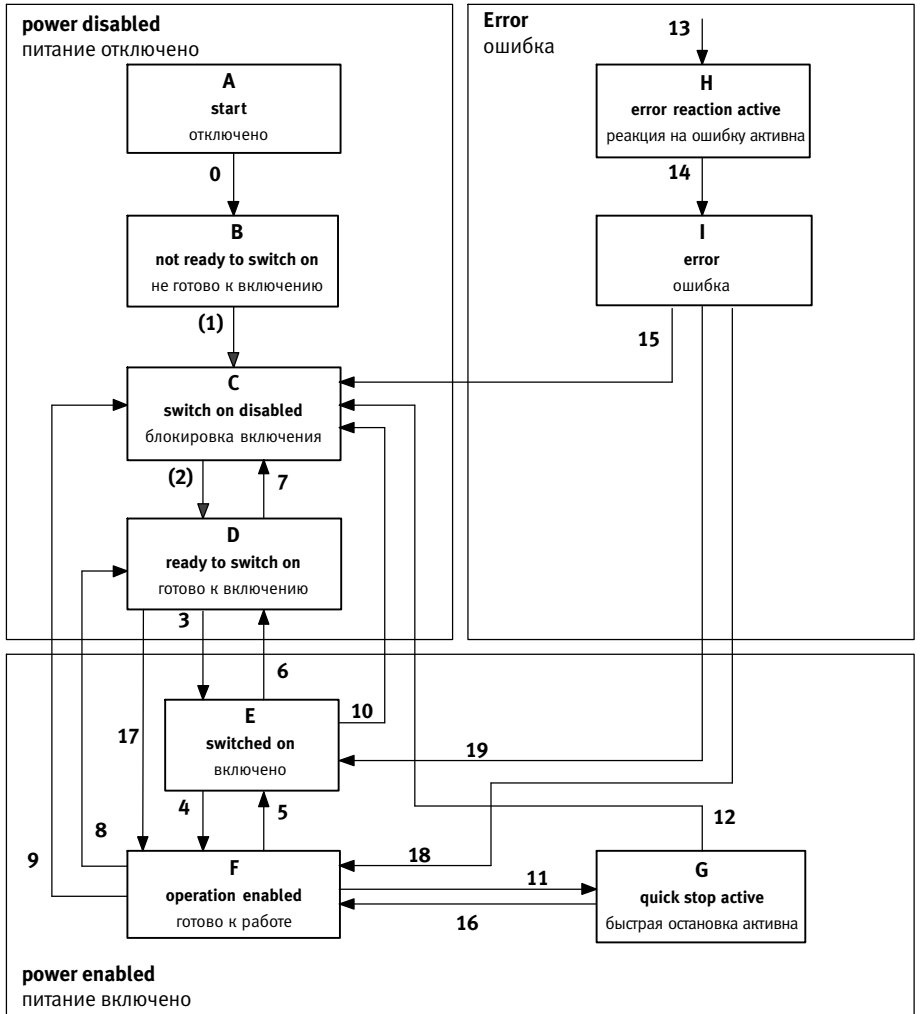 power disabled
питание отключено
A
start
отключено
0
B
not ready to switch on
не готово к включению
(1)
C
switch on disabled
блокировка включения
(2)
7
D
ready to switch on
готово к включению
3
Error
ошибка
13
H
error reaction active
реакция на ошибку активна
14
I
error
ошибка
15
6
E
switched on
включено
10
17
19
4
5
8
9
18
12
F
operation enabled
готово к работе
11
16
G
quick stop active
быстрая остановка активна
power enabled
питание включено